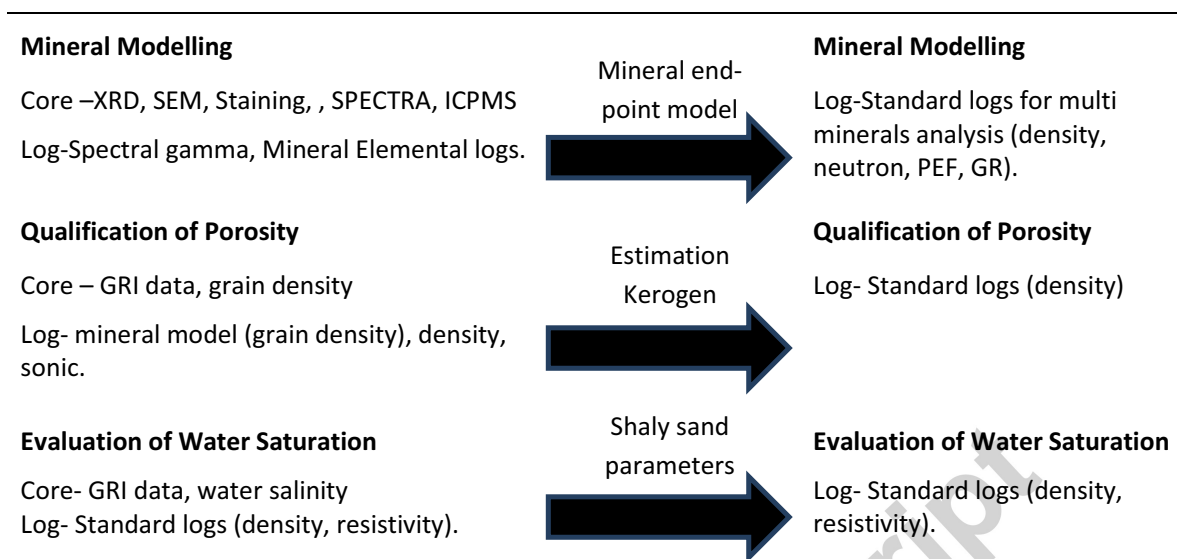 Mineral Modelling
Core –XRD, SEM, Staining, , SPECTRA, ICPMS
Log-Spectral gamma, Mineral Elemental logs.
Mineral end-
point model
Mineral Modelling
Log-Standard logs for multi
minerals analysis (density,
neutron, PEF, GR).
Qualification of Porosity
Core – GRI data, grain density
Log- mineral model (grain density), density,
sonic.
Estimation
Kerogen
Qualification of Porosity
Log- Standard logs (density)
Evaluation of Water Saturation
Core- GRI data, water salinity
Log- Standard logs (density, resistivity).
Shaly sand
parameters
Evaluation of Water Saturation
Log- Standard logs (density,
resistivity).
ript